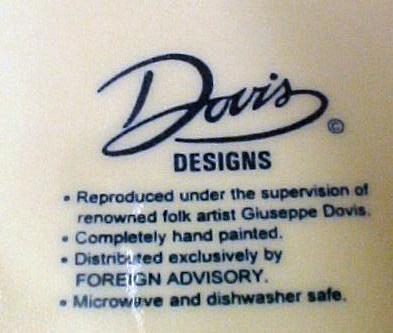 Dovis ©
DESIGNS
• Reproduced under the supervision of
renowned folk artist Giuseppe Dovis.
• Completely hand painted.
• Distributed exclusively by
FOREIGN ADVISORY.
• Microwave and dishwasher safe.